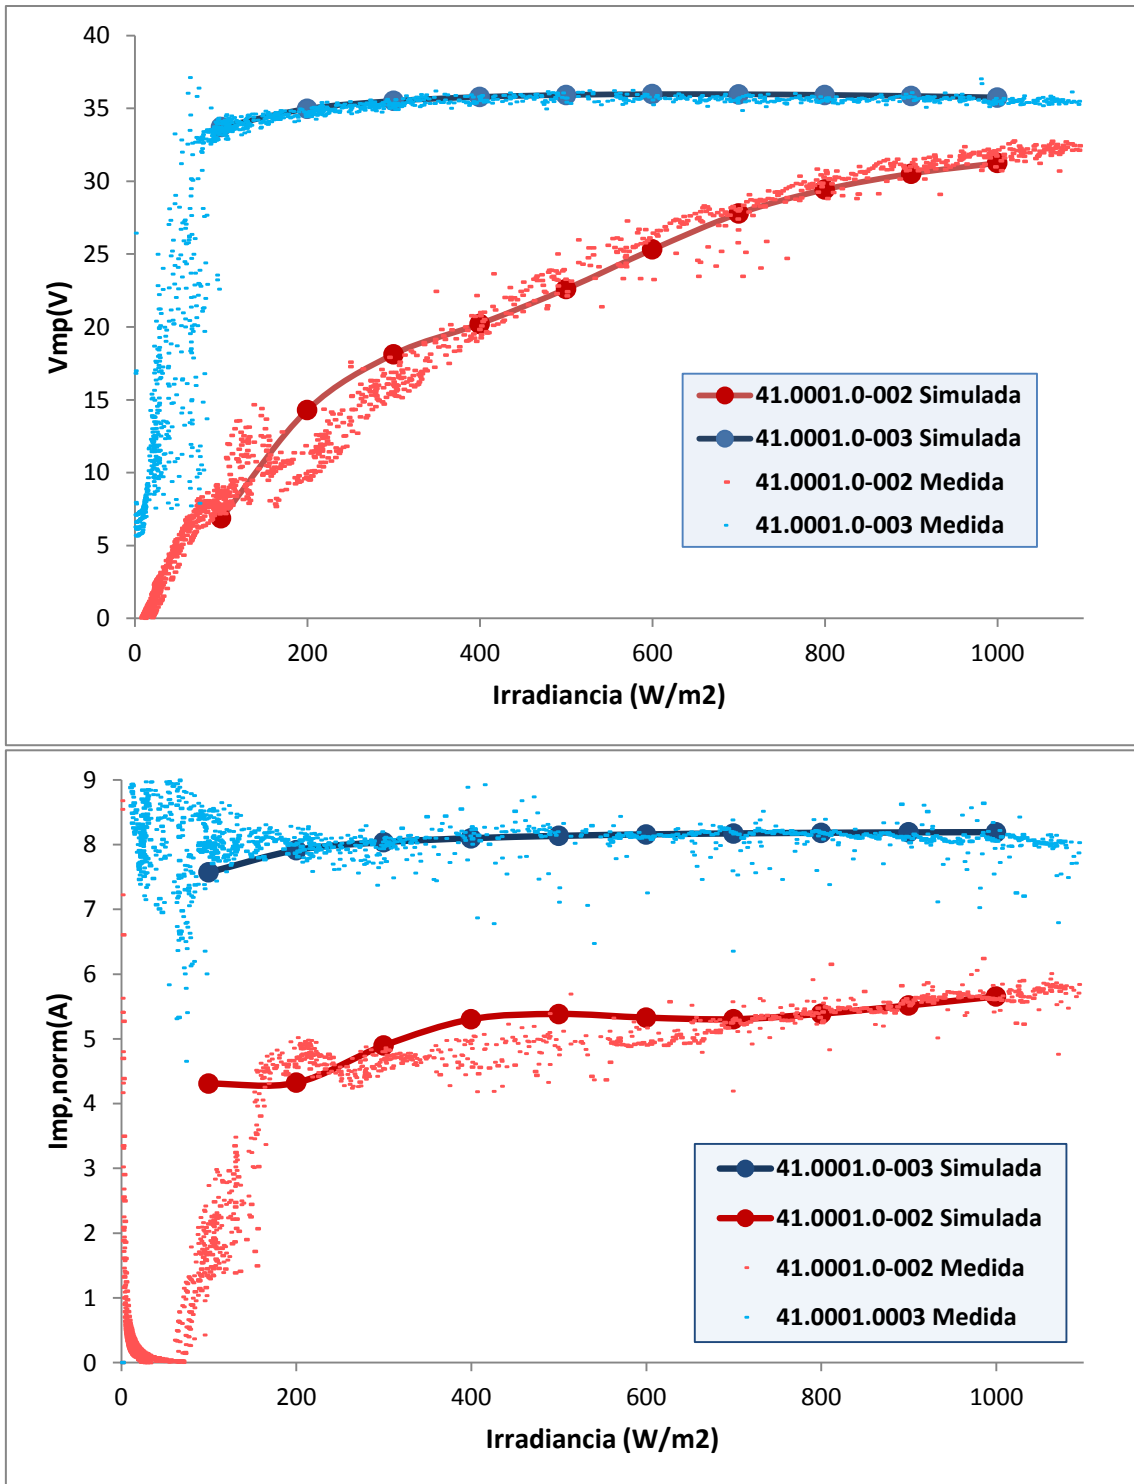 40
35
30
25
20
15
10
5
0
Vmp(V)
41.0001.0-002 Simulada
41.0001.0-003 Simulada
41.0001.0-002 Medida
41.0001.0-003 Medida
0 200 400 600 800 1000
Irradiancia (W/m2)
9
8
7
6
5
4
3
2
1
0
Imp,norm(A)
41.0001.0-003 Simulada
41.0001.0-002 Simulada
41.0001.0-002 Medida
41.0001.0003 Medida
0 200 400 600 800 1000
Irradiancia (W/m2)